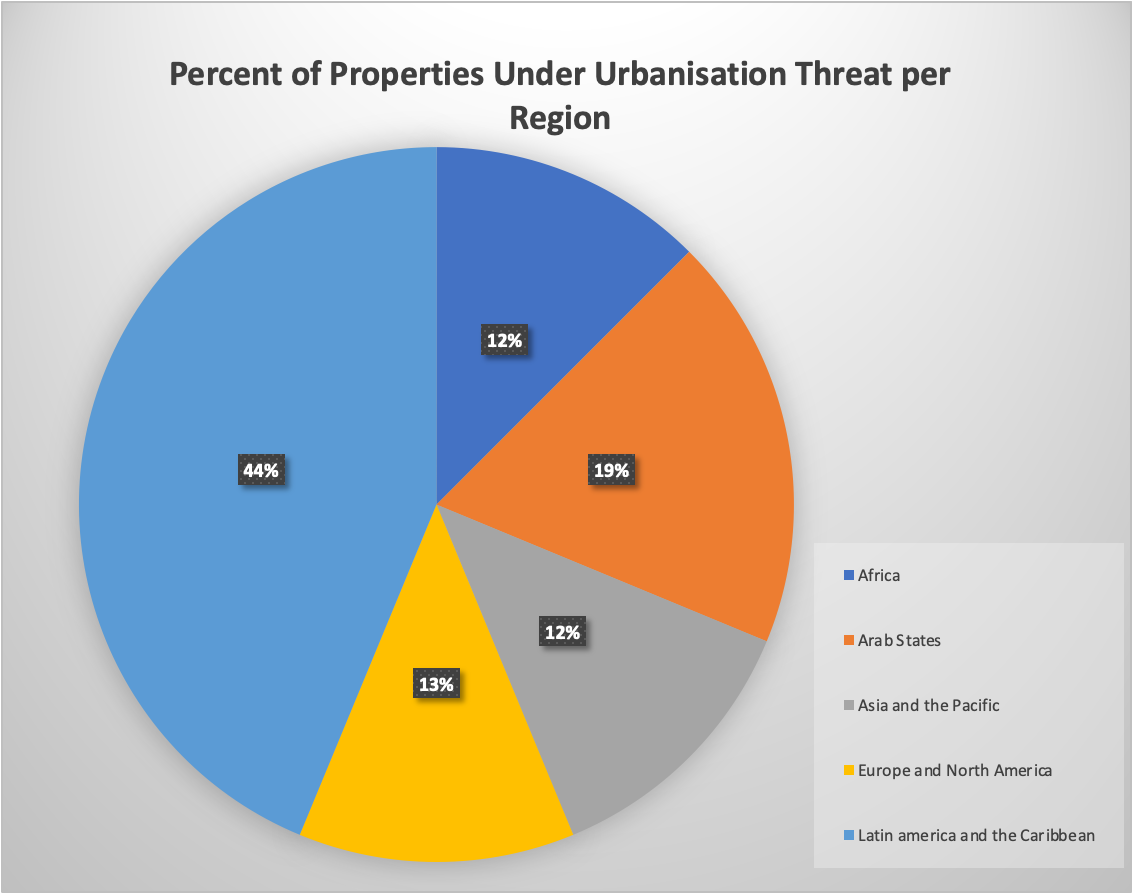 Percent of Properties Under Urbanisation Threat per
Region
12%
44%
19%
12%
13%
Africa
Arab States
Asia and the Pacific
Europe and North America
Latin america and the Caribbean